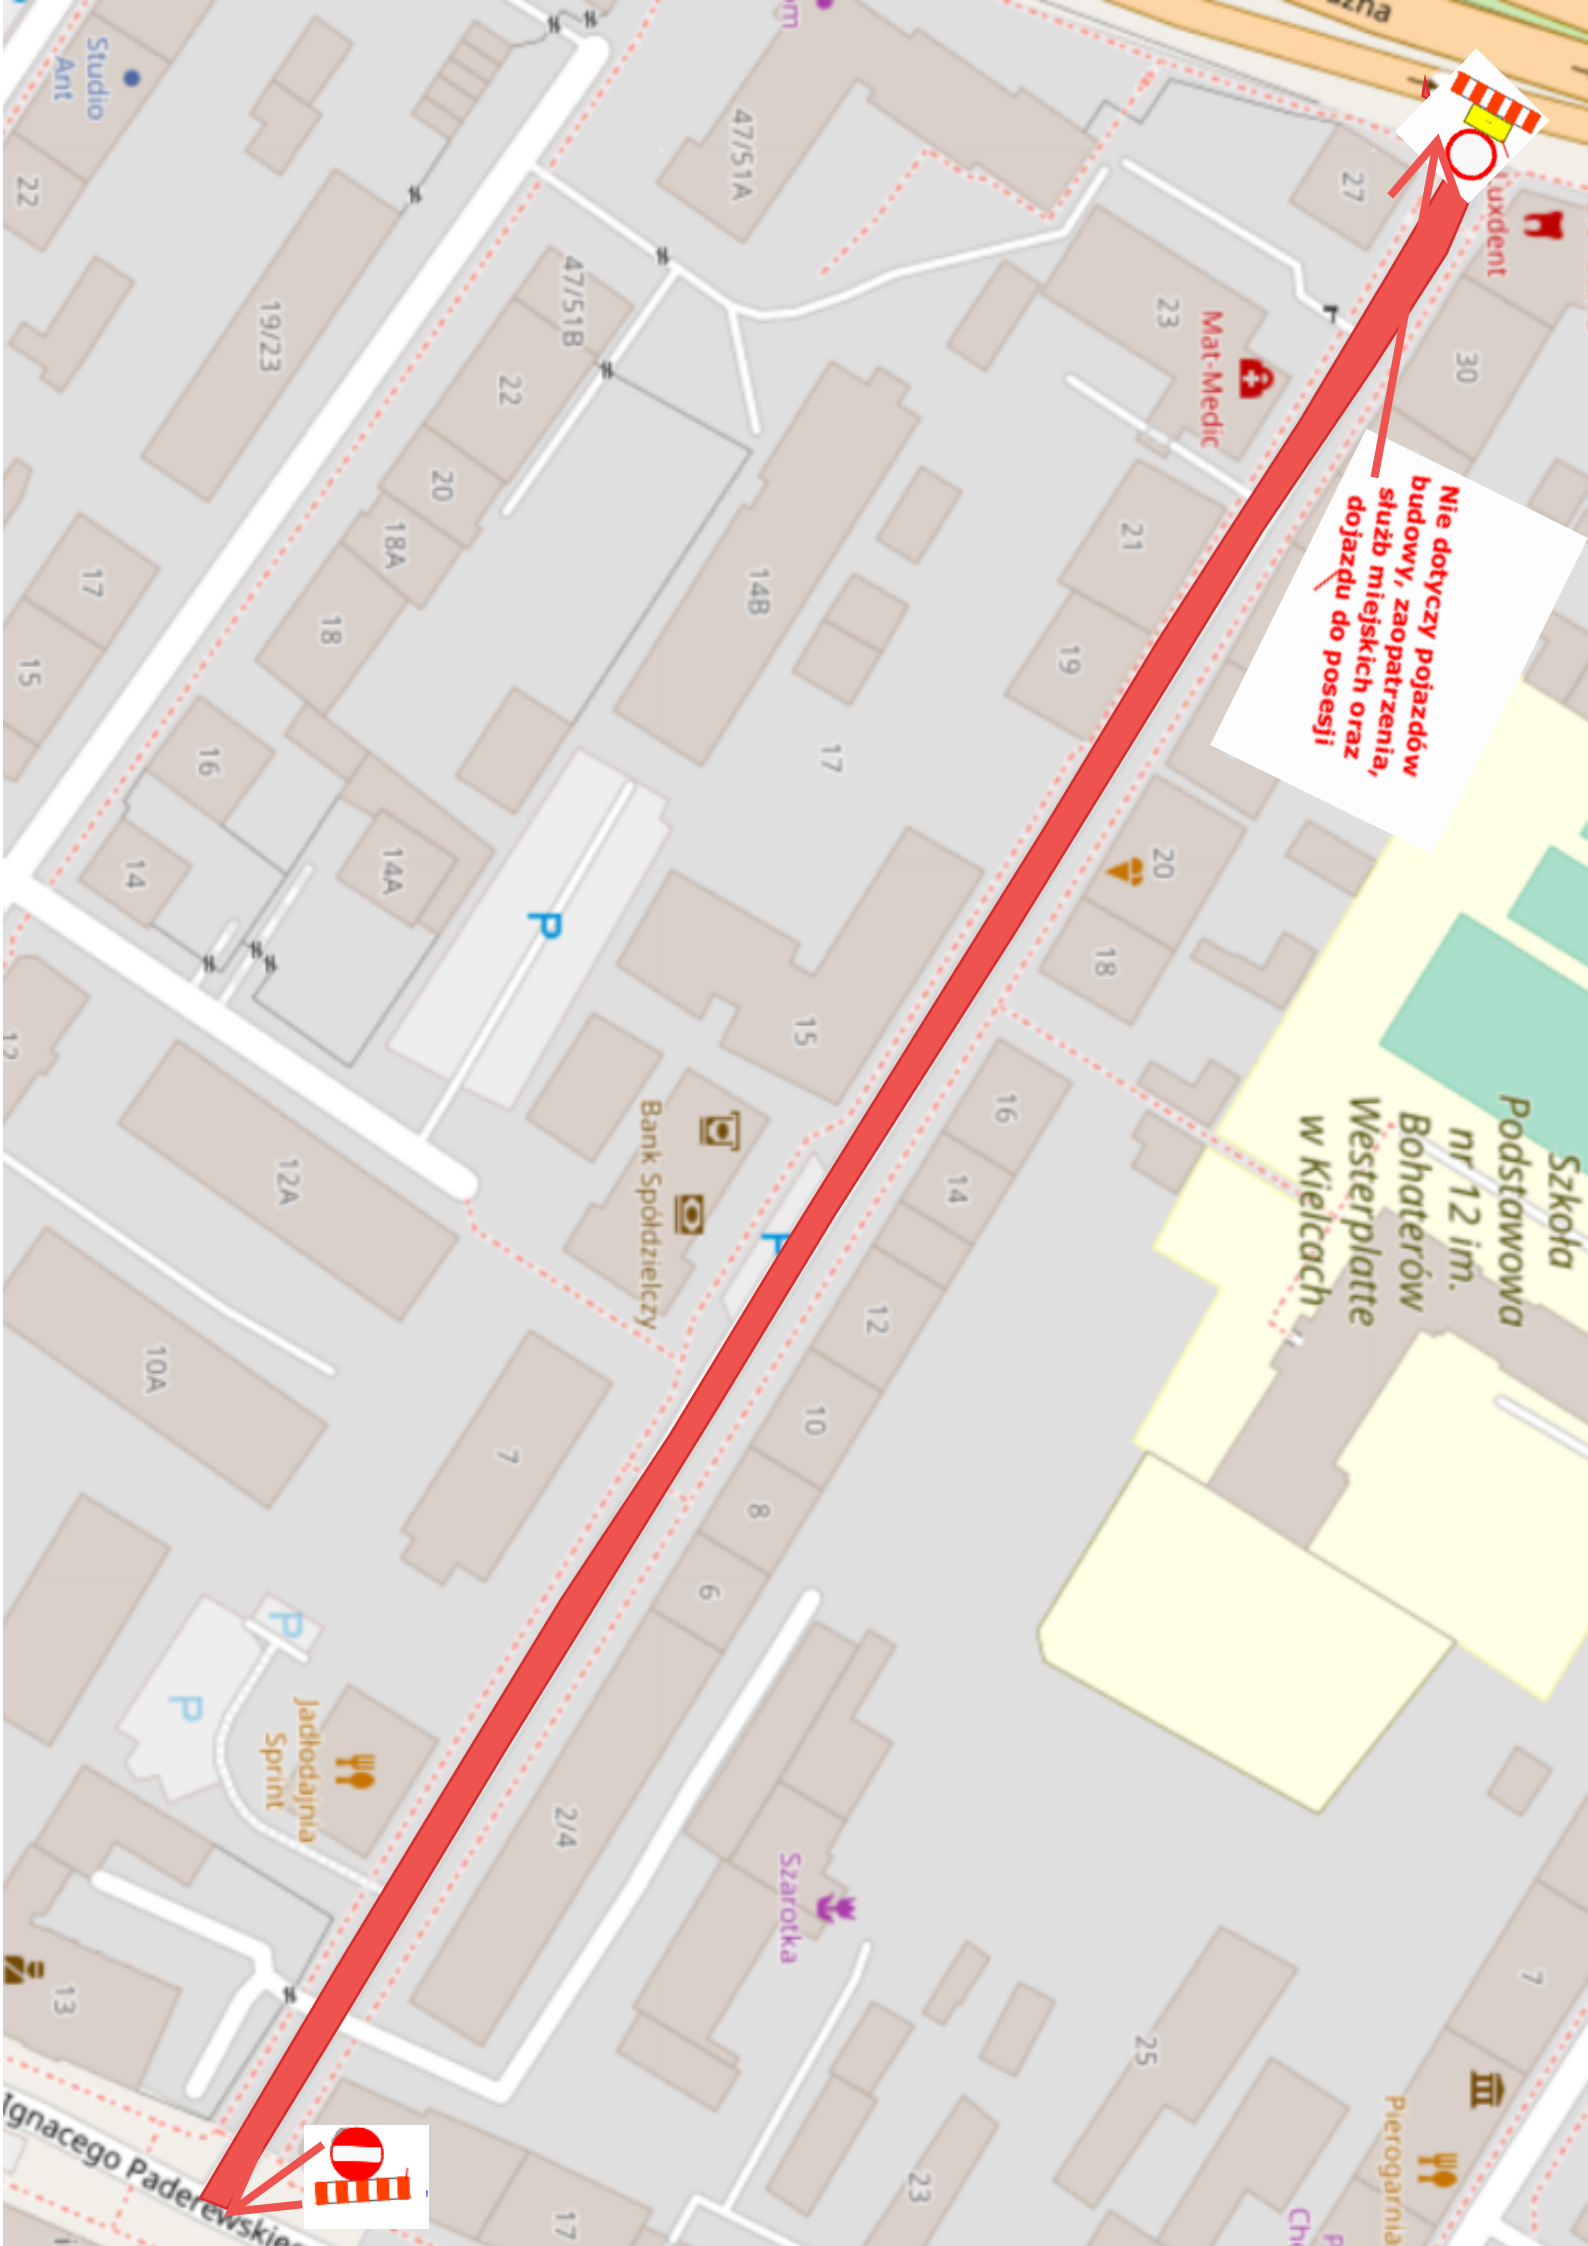 Nie dotyczy pojazdów
budowy, zaopatrzenia,
służb miejskich oraz
dojazdu do posesji
Studio
Ant
22
19/23
17
15
47/51A
47/51B
22
20
18A
18
16
14
14A
14B
17
27
23
Mat-Medic
21
19
30
20
18
15
P
Bank Spółdzielczy
16
14
12
10
8
6
2/4
12
12A
10A
7
P
P
Jadłodajnia
Sprint
13
Ignacego
17
Szarotka
23
25
7
Pierogarnia
Szkoła
Podstawowa
nr 12 im.
Bohaterów
Westerplatte
w Kielcach